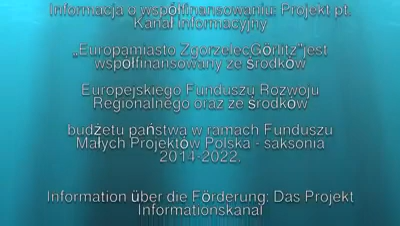 Informacja o współfinansowaniu: Projekt pt.
Kanał informacyjny
„Europamiasto ZgorzelecGörlitz"jest
współfinansowany ze środków
Europejskiego Funduszu Rozwoju
Regionalnego oraz ze środków
budżetu państwa w ramach Funduszu
Małych Projektów Polska - saksonia
2014-2022.
Information über die Förderung: Das Projekt
Informationskanal